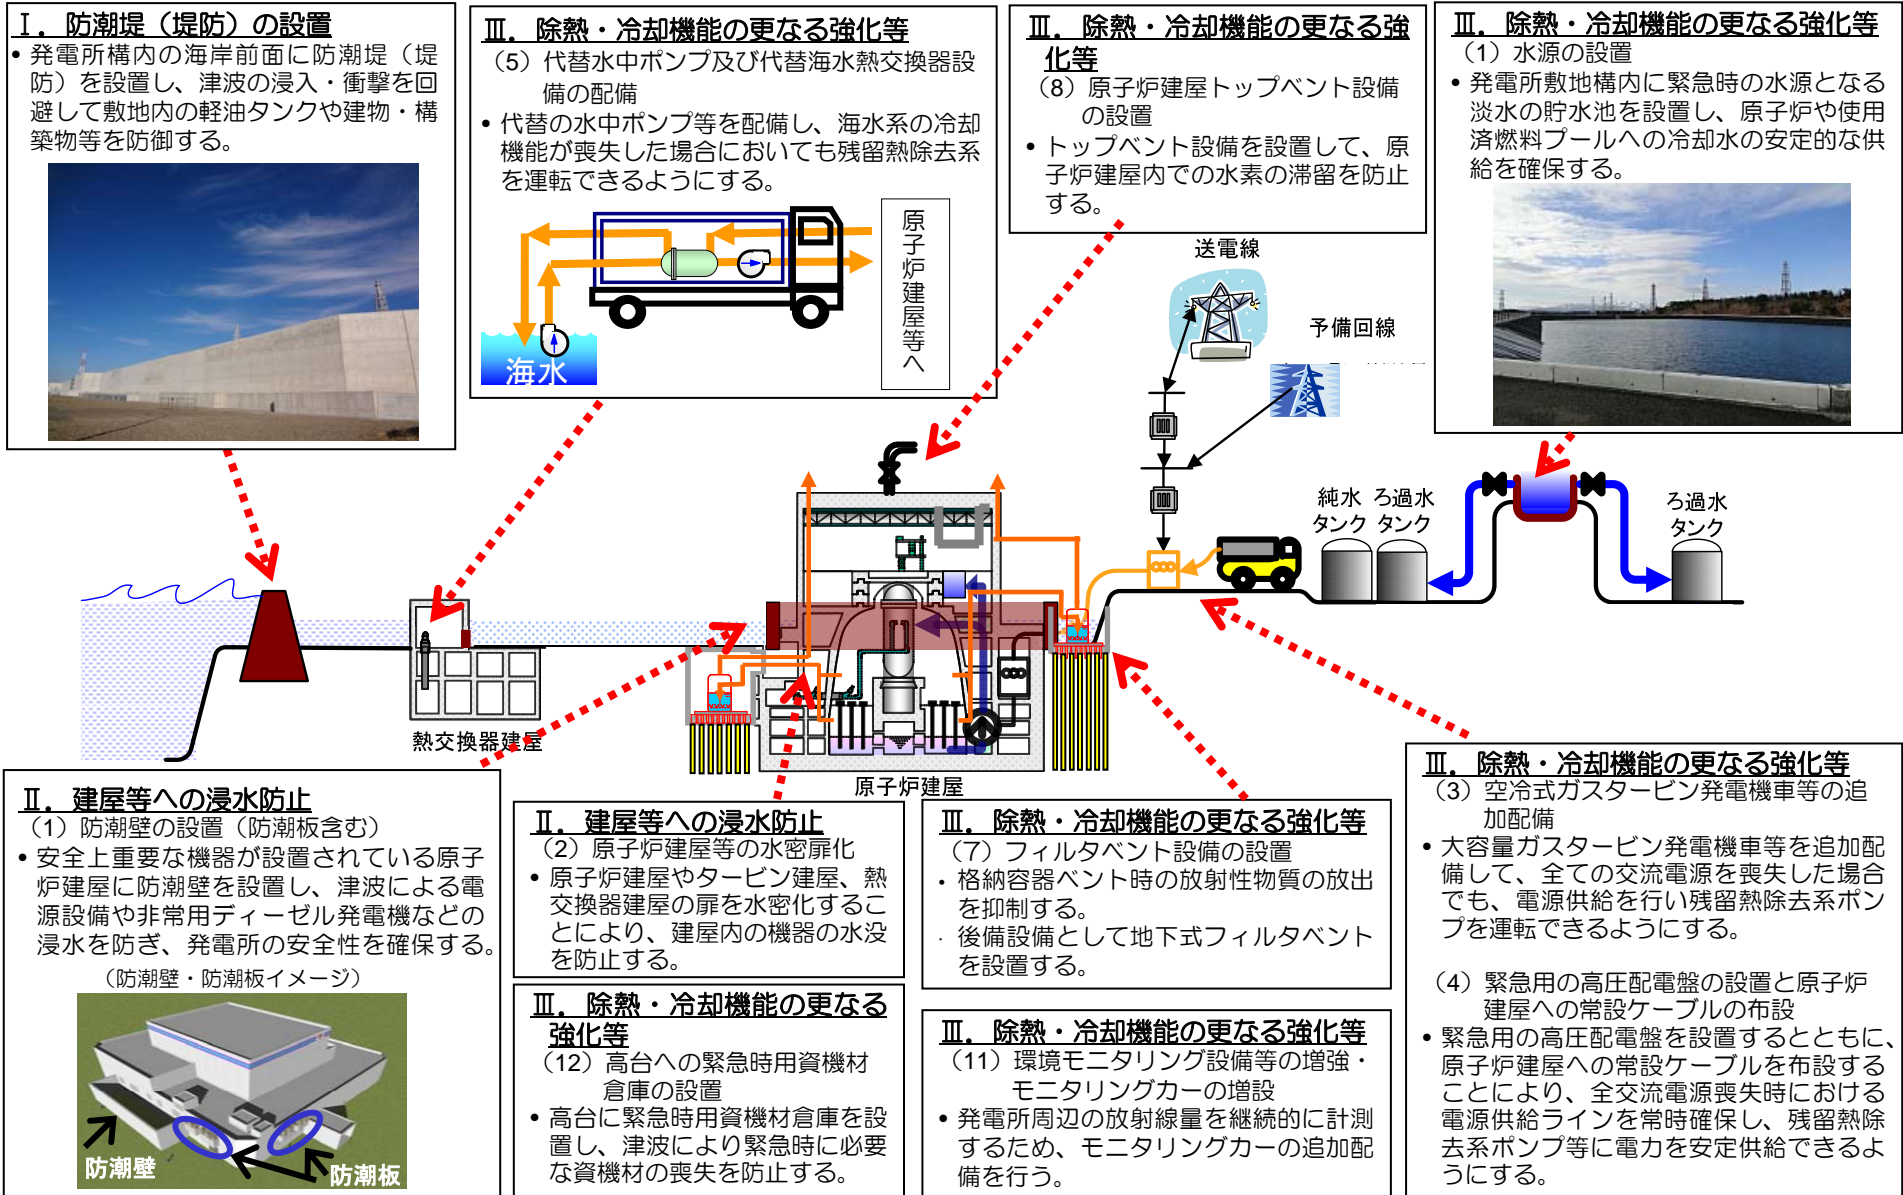 Ⅰ．防潮堤（堤防）の設置
• 発電所構内の海岸前面に防潮堤（堤
防）を設置し、津波の浸入・衝撃を回
避して敷地内の軽油タンクや建物・構
築物等を防御する。
Ⅲ．除熱・冷却機能の更なる強化等
（5）代替水中ポンプ及び代替海水熱交換器設
備の配備
• 代替の水中ポンプ等を配備し、海水系の冷却
機能が喪失した場合においても残留熱除去系
を運転できるようにする。
原子炉建屋等へ
海水
Ⅲ．除熱・冷却機能の更なる強
化等
（8）原子炉建屋トップベント設備
の設置
• トップベント設備を設置して、原
子炉建屋内での水素の滞留を防止
する。
Ⅲ．除熱・冷却機能の更なる強化等
（1）水源の設置
• 発電所敷地構内に緊急時の水源となる
淡水の貯水池を設置し、原子炉や使用
済燃料プールへの冷却水の安定的な供
給を確保する。
送電線
予備回線
純水
タンク
ろ過水
タンク
ろ過水
タンク
熱交換器建屋
原子炉建屋
Ⅱ．建屋等への浸水防止
（1）防潮壁の設置（防潮板含む）
• 安全上重要な機器が設置されている原子
炉建屋に防潮壁を設置し、津波による電
源設備や非常用ディーゼル発電機などの
浸水を防ぎ、発電所の安全性を確保する。
（防潮壁・防潮板イメージ）
防潮壁
防潮板
Ⅱ．建屋等への浸水防止
（2）原子炉建屋等の水密扉化
• 原子炉建屋やタービン建屋、熱
交換器建屋の扉を水密化するこ
とにより、建屋内の機器の水没
を防止する。
Ⅲ．除熱・冷却機能の更なる
強化等
（12）高台への緊急時用資機材
倉庫の設置
• 高台に緊急時用資機材倉庫を設
置し、津波により緊急時に必要
な資機材の喪失を防止する。
Ⅲ．除熱・冷却機能の更なる強化等
（7）フィルタベント設備の設置
・ 格納容器ベント時の放射性物質の放出
を抑制する。
・ 後備設備として地下式フィルタベント
を設置する。
Ⅲ．除熱・冷却機能の更なる強化等
（11）環境モニタリング設備等の増強・
モニタリングカーの増設
• 発電所周辺の放射線量を継続的に計測
するため、モニタリングカーの追加配
備を行う。
Ⅲ．除熱・冷却機能の更なる強化等
（3）空冷式ガスタービン発電機車等の追
加配備
• 大容量ガスタービン発電機車等を追加配
備して、全ての交流電源を喪失した場合
でも、電源供給を行い残留熱除去系ポン
プを運転できるようにする。
（4）緊急用の高圧配電盤の設置と原子炉
建屋への常設ケーブルの布設
• 緊急用の高圧配電盤を設置するとともに、
原子炉建屋への常設ケーブルを布設する
ことにより、全交流電源喪失時における
電源供給ラインを常時確保し、残留熱除
去系ポンプ等に電力を安定供給できるよ
うにする。